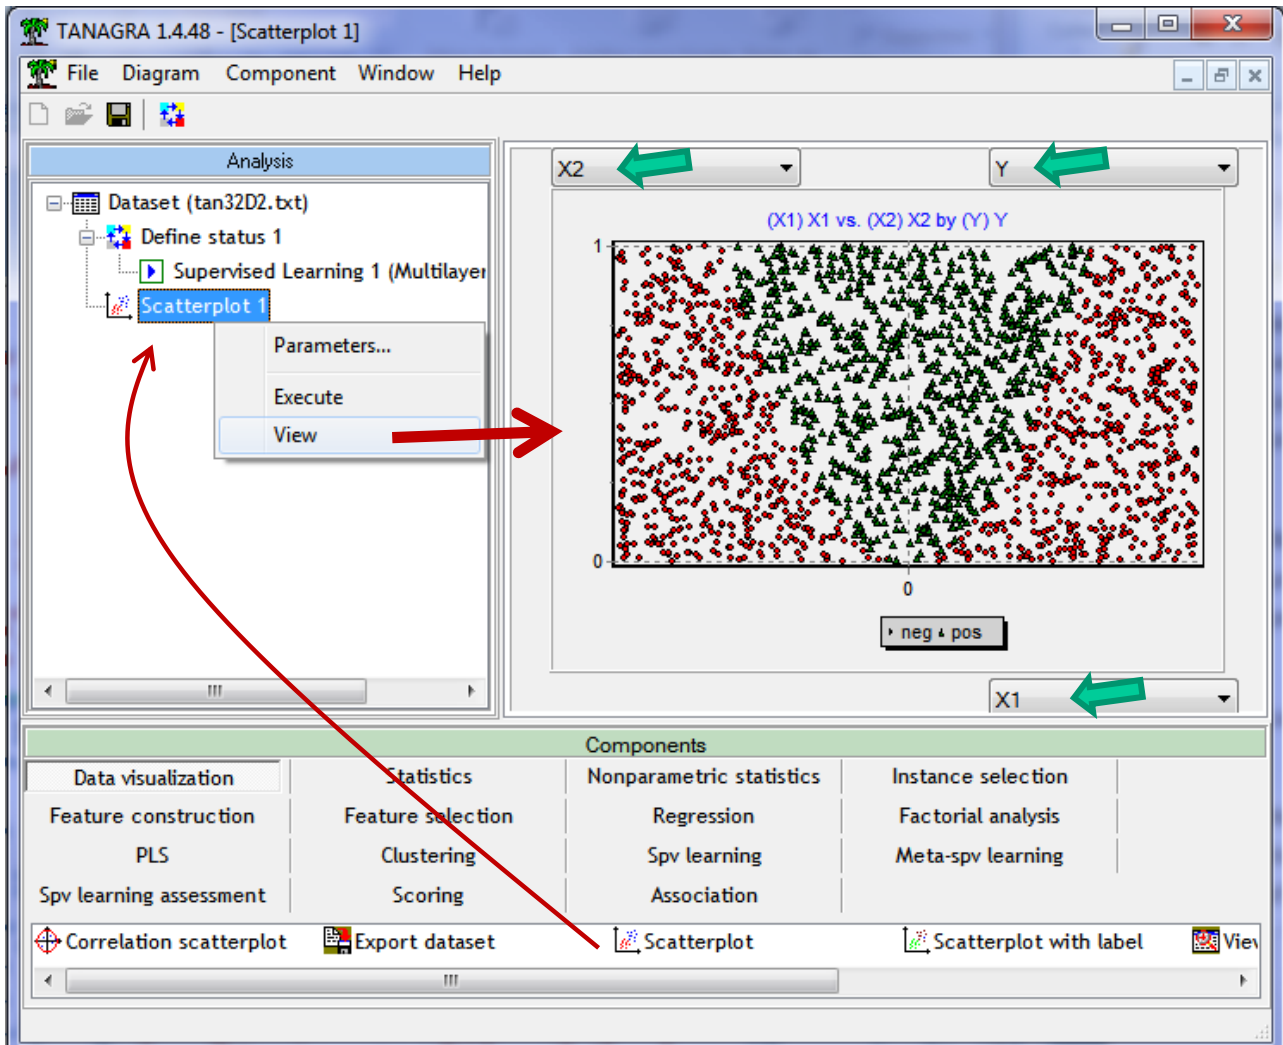 TANAGRA 1.4.48 - [Scatterplot 1]
File Diagram Component Window Help
Analysis
Dataset (tan32D2.txt)
Define status 1
Supervised Learning 1 (Multilayer
Scatterplot 1
Parameters...
Execute
View
X2
Y
(X1) X1 vs. (X2) X2 by (Y) Y
1
0
0
neg pos
X1
Components
Data visualization Statistics Nonparametric statistics Instance selection
Feature construction Feature selection Regression Factorial analysis
PLS Clustering Spv learning Meta-spv learning
Spv learning assessment Scoring Association
Correlation scatterplot Export dataset Scatterplot Scatterplot with label View